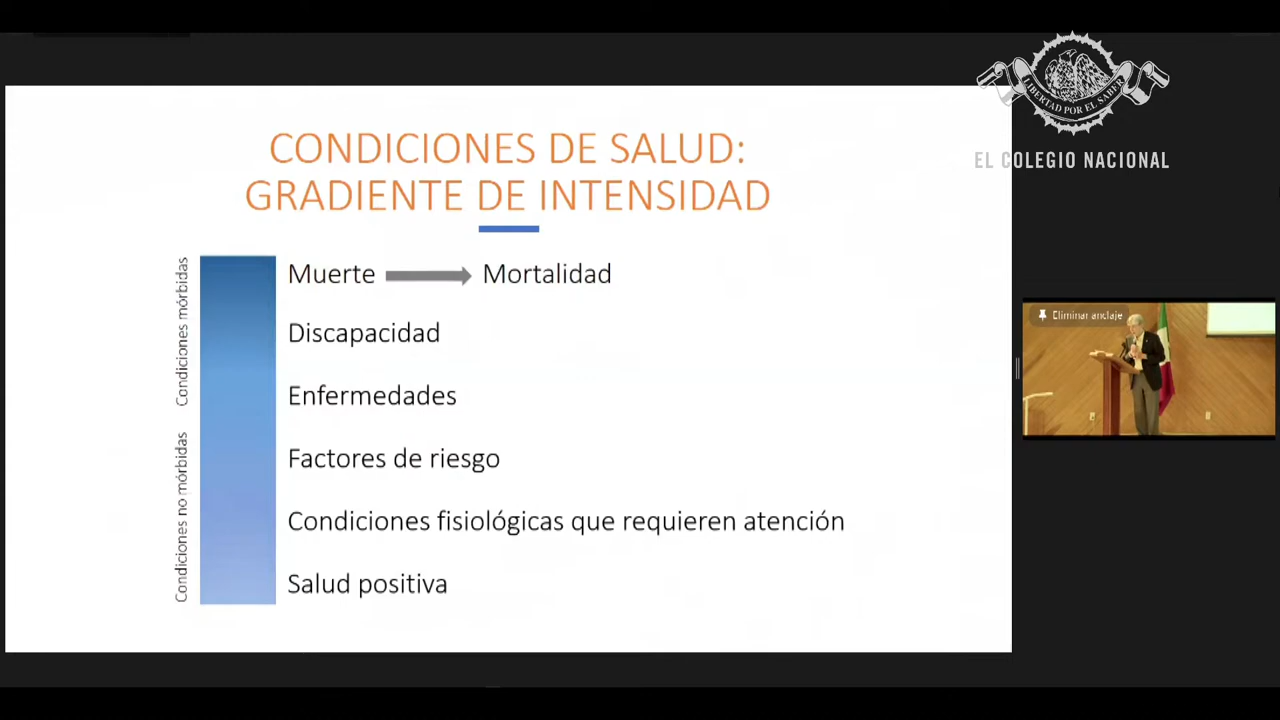 LIBERTAD POR EL SABER
EL COLEGIO NACIONAL
CONDICIONES DE SALUD:
GRADIENTE DE INTENSIDAD
Condiciones mórbidas
Muerte Mortalidad
Discapacidad
Enfermedades
Condiciones no mórbidas
Factores de riesgo
Condiciones fisiológicas que requieren atención
Salud positiva
Eliminar anclaje